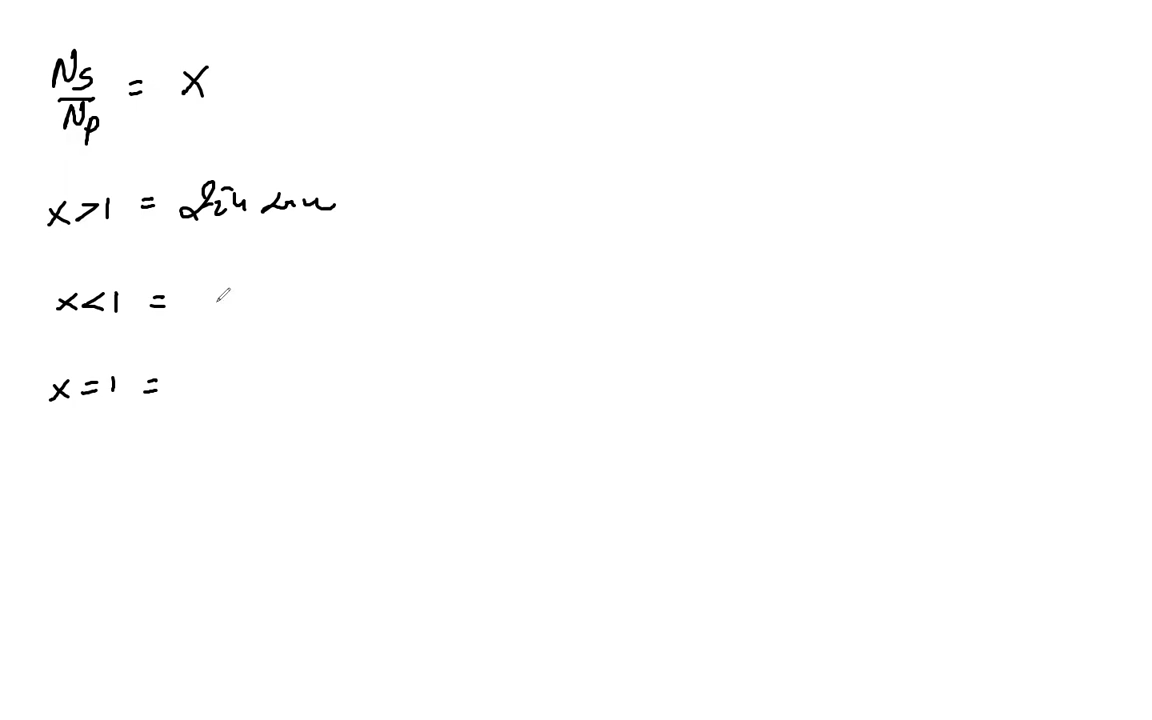 Ns/Np = X
x>1 =
x<1 =
x=1 =